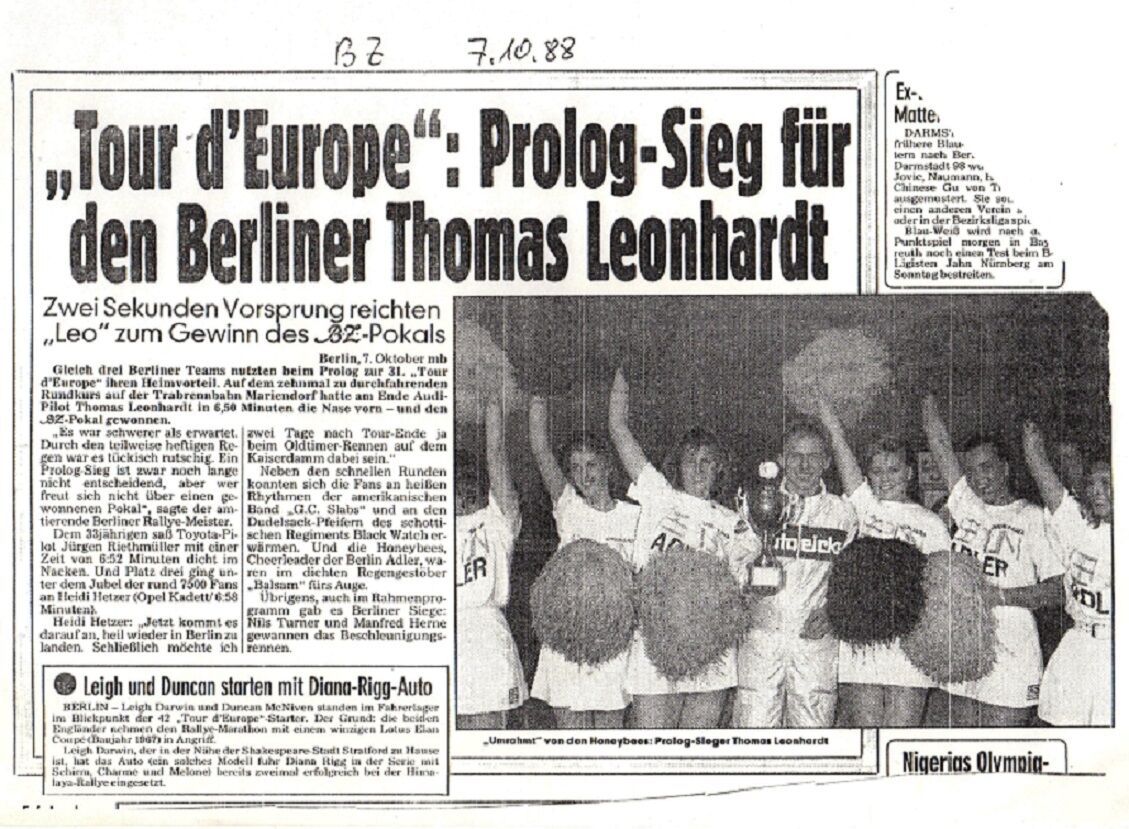 BZ 7.10.88
„Tour d'Europe“: Prolog-Sieg für
den Berliner Thomas Leonhardt
Zwei Sekunden Vorsprung reichten
„Leo“ zum Gewinn des BZ-Pokals
Berlin, 7. Oktober mb
Gleich drei Berliner Teams nutzten beim Prolog zur 31. „Tour
d'Europe“ ihren Heimvorteil. Auf dem zehnmal zu durchfahrenden
Rundkurs auf der Trabrennbahn Mariendorf hatte am Ende Audi-
Pilot Thomas Leonhardt in 6,50 Minuten die Nase vorn – und den
BZ-Pokal gewonnen.
„Es war schwerer als erwartet.
Durch den teilweise heftigen Re-
gen war es tückisch rutschig. Ein
Prolog-Sieg ist zwar noch lange
nicht entscheidend, aber wer
freut sich nicht über einen ge-
wonnenen Pokal“, sagte der am-
tierende Berliner Rallye-Meister.
Dem 33jährigen saß Toyota-Pi-
lot Jürgen Riethmüller mit einer
Zeit von 6:52 Minuten dicht im
Nacken. Und Platz drei ging un-
ter dem Jubel der rund 7500 Fans
an Heidi Hetzer (Opel Kadett/ 6:58
Minuten).
Heidi Hetzer: „Jetzt kommt es
darauf an, heil wieder in Berlin zu
landen. Schließlich möchte ich
zwei Tage nach Tour-Ende ja
beim Oldtimer-Rennen auf dem
Kaiserdamm dabei sein.“
Neben den schnellen Runden
konnten sich die Fans an heißen
Rhythmen der amerikanischen
Band „G.C. Slabs“ und an den
Dudelsack-Pfeifern des schotti-
schen Regiments Black Watch er-
wärmen. Und die Honeybees,
Cheerleader der Berlin Adler, wa-
ren im dichten Regengestöber
„Balsam“ fürs Auge.
Übrigens, auch im Rahmenpro-
gramm gab es Berliner Siege:
Nils Turner und Manfred Herne
gewannen das Beschleunigungs-
rennen.
Leigh und Duncan starten mit Diana-Rigg-Auto
BERLIN – Leigh Darwin und Duncan McNiven standen im Fahrerlager
im Blickpunkt der 42 „Tour d'Europe“-Starter. Der Grund: die beiden
Engländer nehmen den Rallye-Marathon mit einem winzigen Lotus Elan
Coupé (Baujahr 1967) in Angriff.
Leigh Darwin, der in der Nähe der Shakespeare-Stadt Stratford zu Hause
ist, hat das Auto (ein solches Modell fuhr Diana Rigg in der Serie mit
Schirm, Charme und Melone) bereits zweimal erfolgreich bei der Hima-
laya-Rallye eingesetzt.
„Umrahmt“ von den Honeybees: Prolog-Sieger Thomas Leonhardt
Ex-
Matte
DARMS
frühere Blau-
tern nach Ber
Darmstadt 98
Jovic, Naumann,
Chinese Gu von
ausgemustert. Sie
einen anderen Verein
oder in der Bezirksliga
Blau-Weiß wird nach
Punktspiel morgen in Bay
reuth noch einen Test beim
Ligisten Jahn Nürnberg am
Sonntag bestreiten.
Nigerias Olympia-